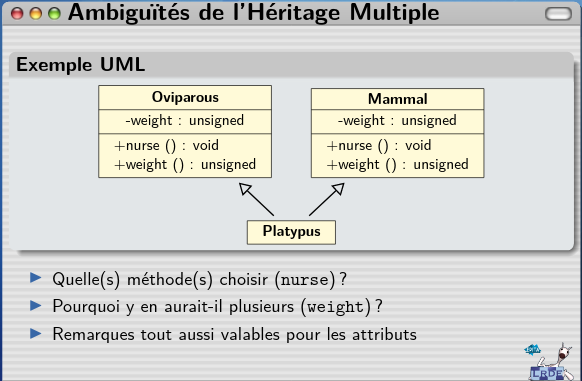 Ambiguïtés de l'Héritage Multiple
Exemple UML
Oviparous
-weight : unsigned
+nurse () : void
+weight () : unsigned
Mammal
-weight : unsigned
+nurse () : void
+weight () : unsigned
Platypus
Quelle(s) méthode(s) choisir (nurse) ?
Pourquoi y en aurait-il plusieurs (weight) ?
Remarques tout aussi valables pour les attributs
LRDE